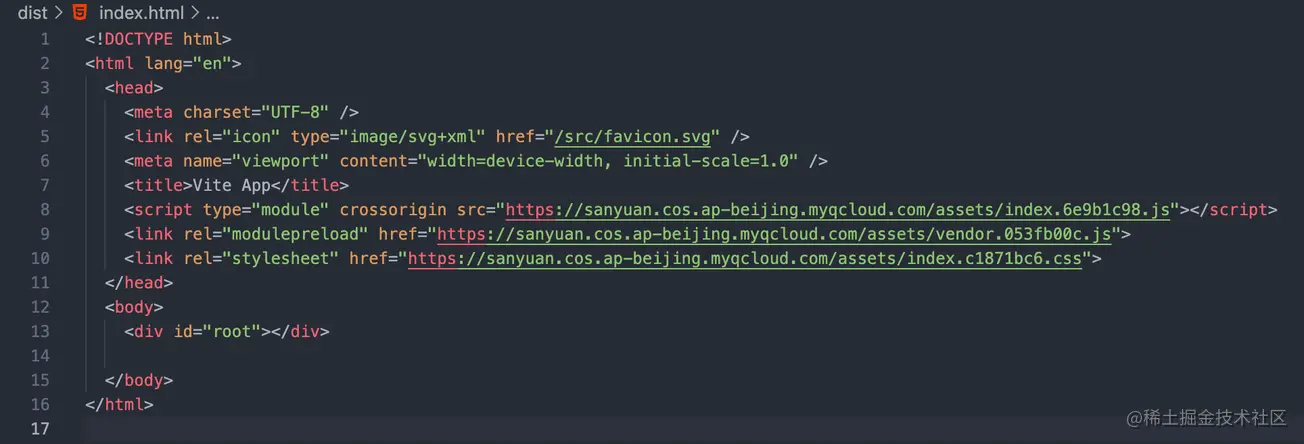 dist > index.html > ...
1 <!DOCTYPE html>
2 <html lang="en">
3 <head>
4 <meta charset="UTF-8" />
5 <link rel="icon" type="image/svg+xml" href="/src/favicon.svg" />
6 <meta name="viewport" content="width=device-width, initial-scale=1.0" />
7 <title>Vite App</title>
8 <script type="module" crossorigin src="https://sanyuan.cos.ap-beijing.myqcloud.com/assets/index.6e9b1c98.js"></script>
9 <link rel="modulepreload" href="https://sanyuan.cos.ap-beijing.myqcloud.com/assets/vendor.053fb00c.js">
10 <link rel="stylesheet" href="https://sanyuan.cos.ap-beijing.myqcloud.com/assets/index.c1871bc6.css">
11 </head>
12 <body>
13 <div id="root"></div>
14
15 </body>
16 </html>
17
@稀土掘金技术社区